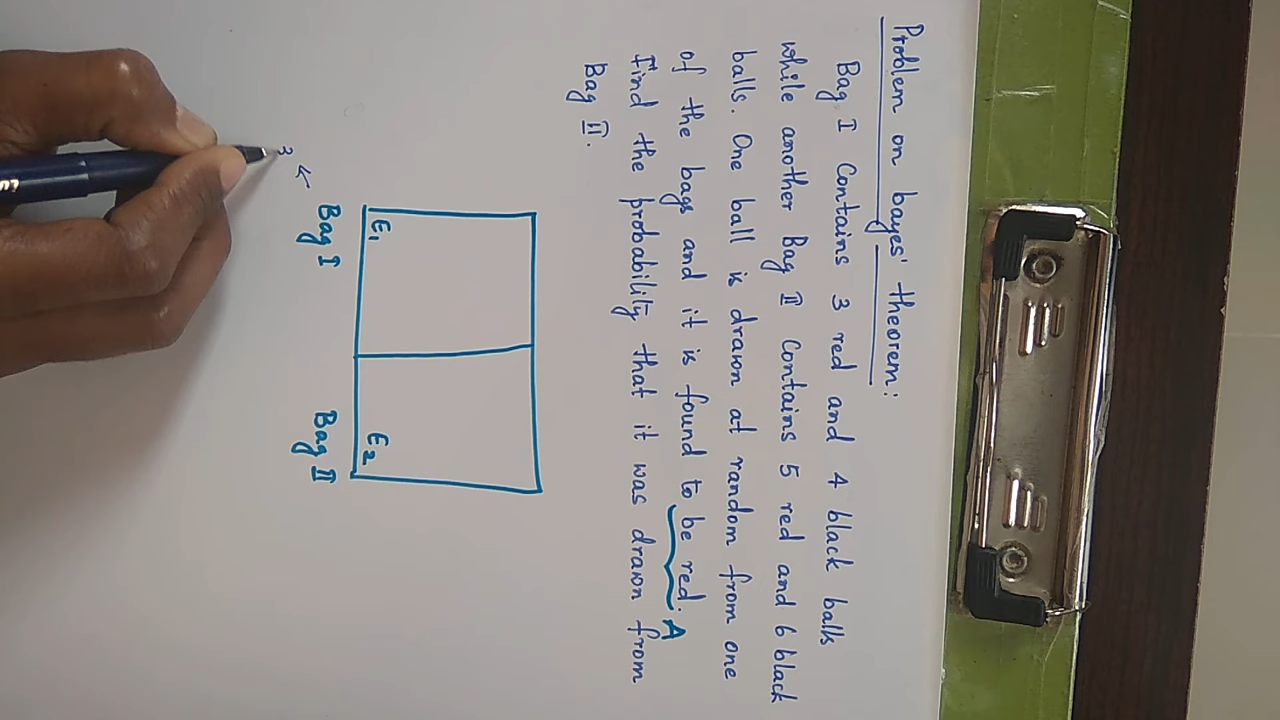 Problem on bayes' theorem:
Bag I Contains 3 red and 4 black balls
while another Bag II Contains 5 red and 6 black
balls. One ball is drawn at random from one
of the bags and it is found to be red. A
find the probability that it was drawn from
Bag II.
E1 E2
Bag I Bag II
3